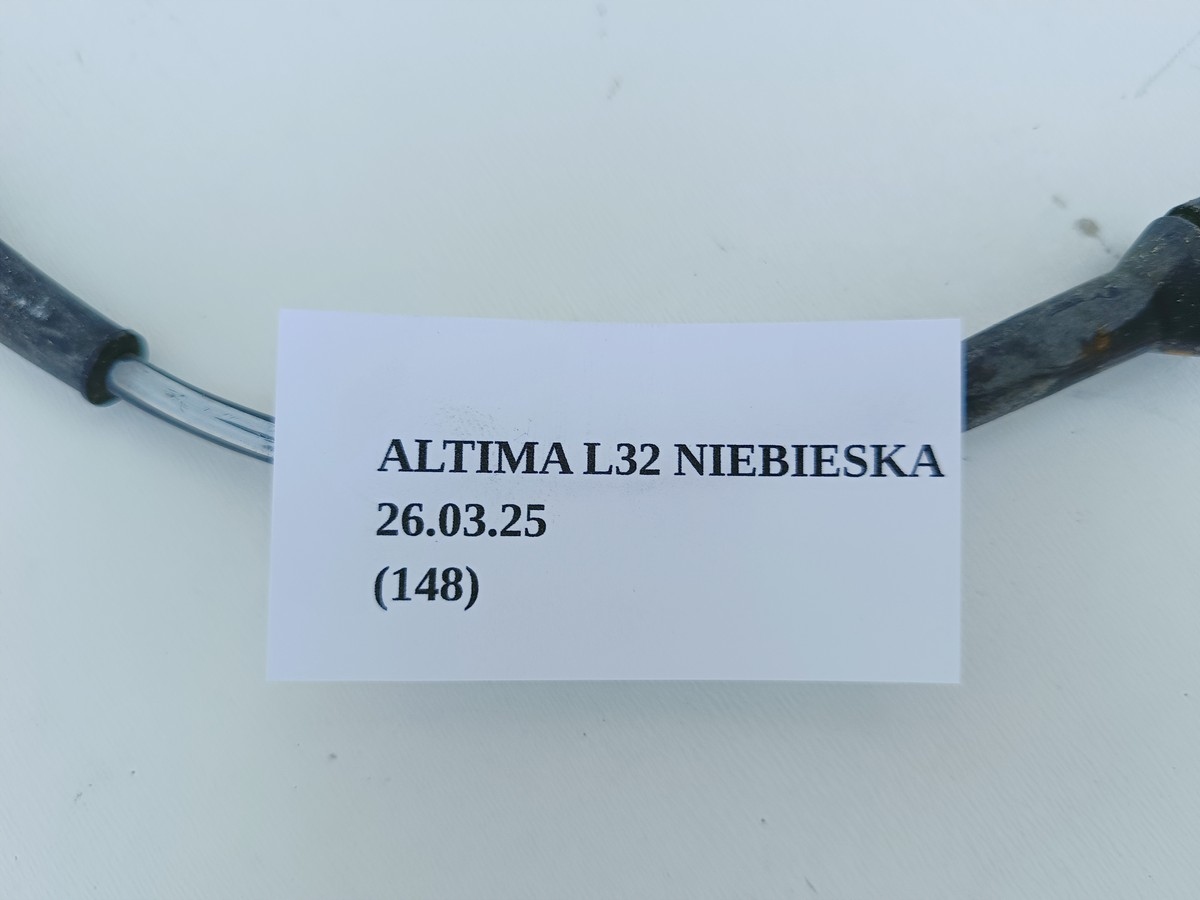 ALTIMA L32 NIEBIESKA
26.03.25
(148)